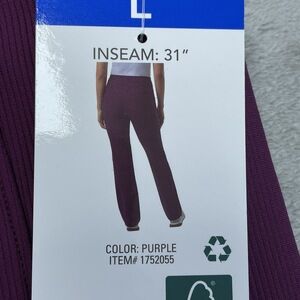 L
INSEAM: 31"
COLOR: PURPLE
ITEM# 1752055